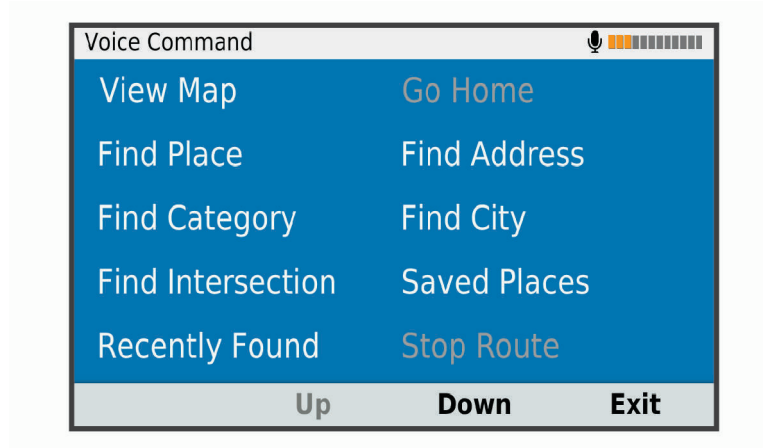 Voice Command
View Map Go Home
Find Place Find Address
Find Category Find City
Find Intersection Saved Places
Recently Found Stop Route
Up Down Exit